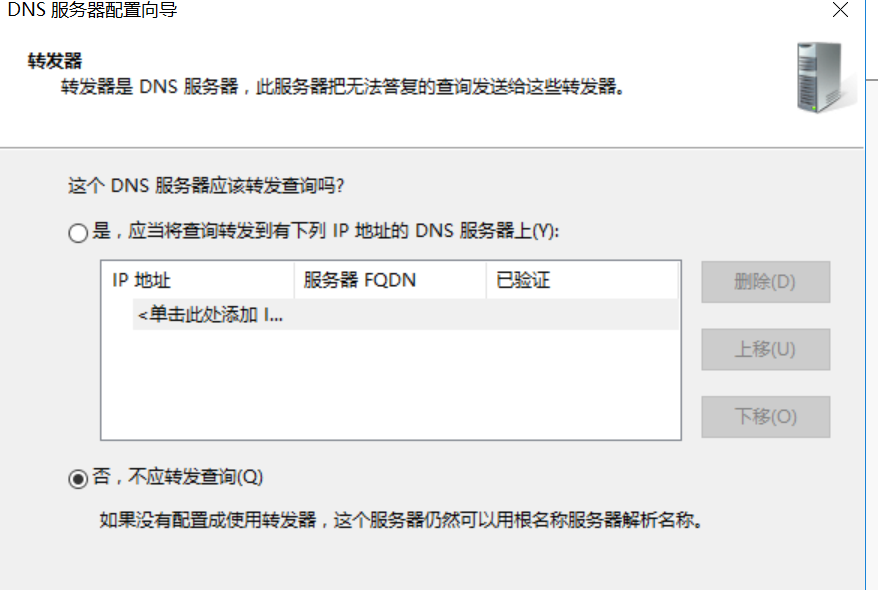 DNS 服务器配置向导
转发器
转发器是 DNS 服务器，此服务器把无法答复的查询发送给这些转发器。
这个 DNS 服务器应该转发查询吗?
是，应当将查询转发到有下列 IP 地址的 DNS 服务器上(Y):
IP 地址 服务器 FQDN 已验证
<单击此处添加 I...
删除(D)
上移(U)
下移(O)
否，不应转发查询(Q)
如果没有配置成使用转发器，这个服务器仍然可以用根名称服务器解析名称。